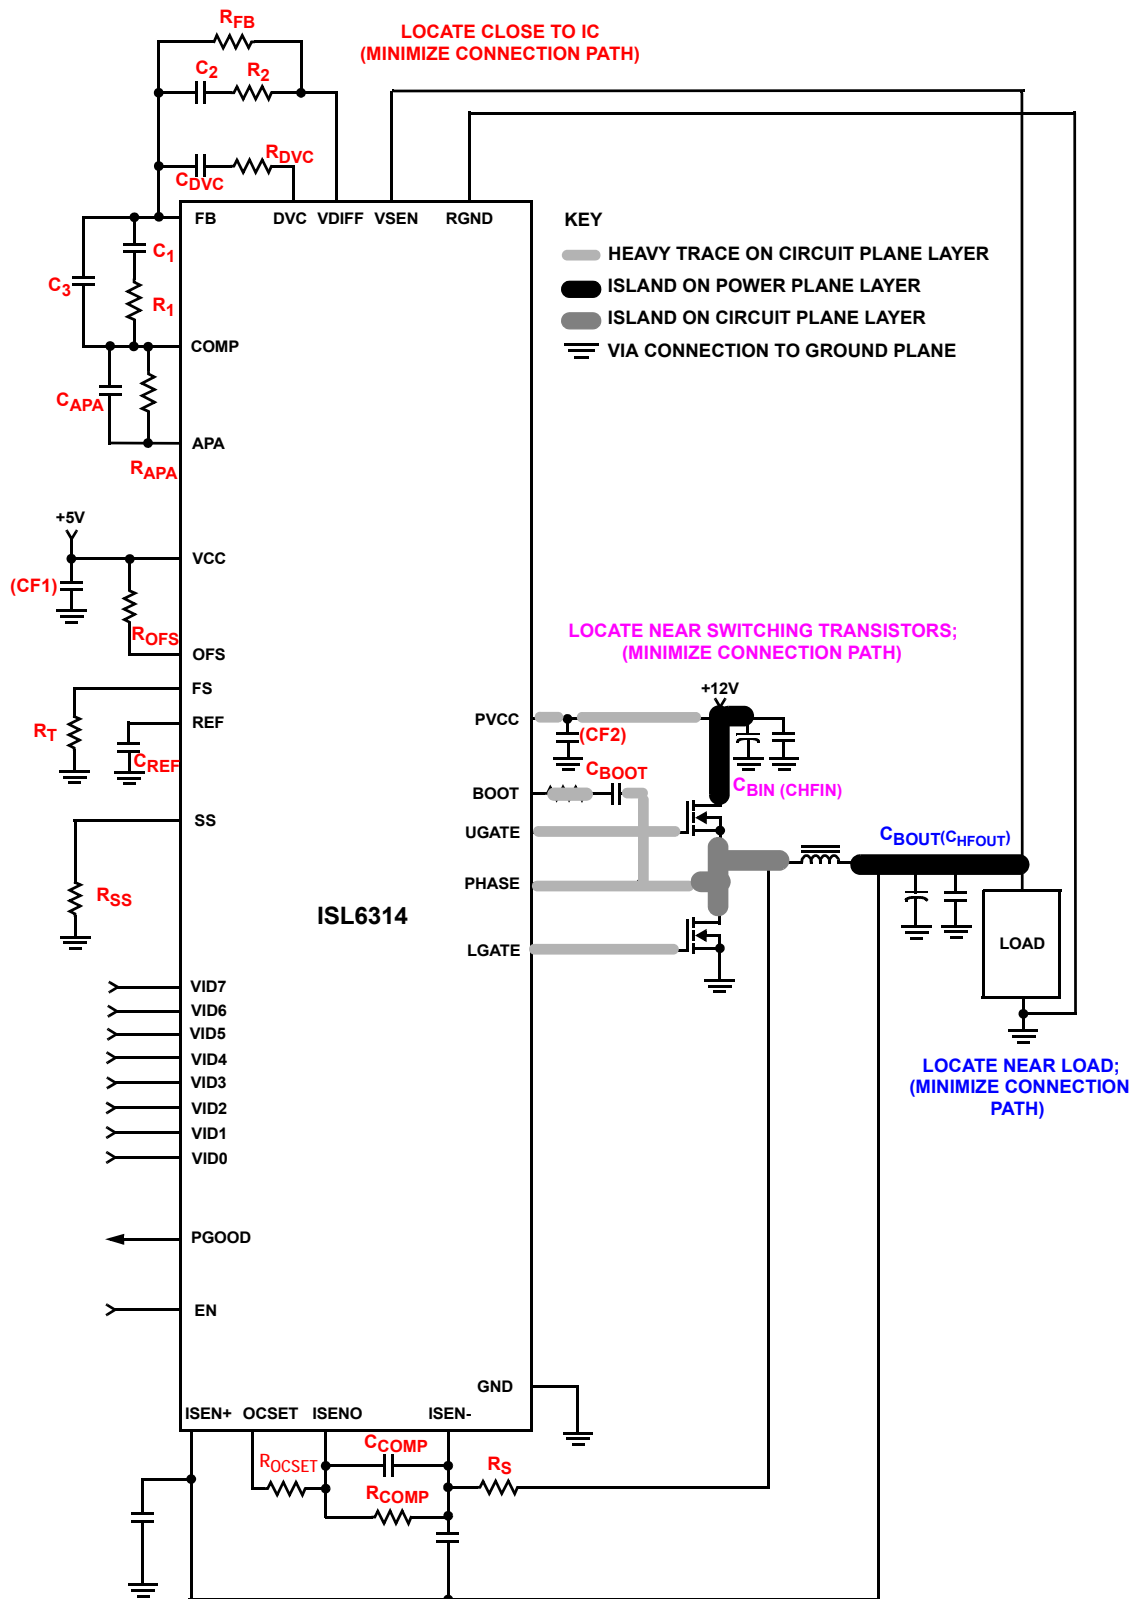 RFB
LOCATE CLOSE TO IC
(MINIMIZE CONNECTION PATH)
C2
R2
RDVC
CDVC
FB
DVC
VDIFF
VSEN
RGND
KEY
HEAVY TRACE ON CIRCUIT PLANE LAYER
ISLAND ON POWER PLANE LAYER
ISLAND ON CIRCUIT PLANE LAYER
VIA CONNECTION TO GROUND PLANE
C1
C3
R1
COMP
CAPA
APA
RAPA
+5V
VCC
(CF1)
ROFS
OFS
LOCATE NEAR SWITCHING TRANSISTORS;
(MINIMIZE CONNECTION PATH)
FS
+12V
REF
RT
CREF
PVCC
(CF2)
CBOOT
CBIN (CHFIN)
BOOT
SS
UGATE
CBOUT(CHFOUT)
PHASE
RSS
ISL6314
LGATE
LOAD
VID7
VID6
VID5
VID4
VID3
VID2
VID1
VID0
LOCATE NEAR LOAD;
(MINIMIZE CONNECTION
PATH)
PGOOD
EN
GND
ISEN+
OCSET
ISENO
ISEN-
CCOMP
ROCSET
RS
RCOMP